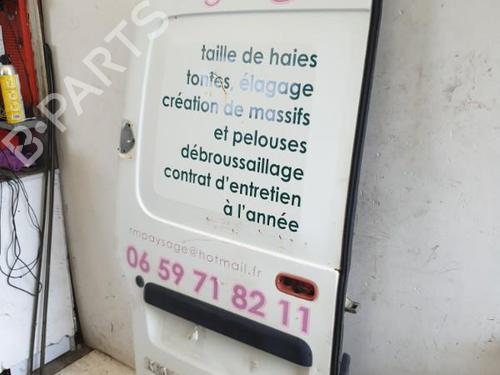 taille de haies
tontes, élagage
création de massifs
et pelouses
débroussaillage
contrat d'entretien
à l'année
rmpaysage@hotmail.fr
06 59 71 82 11
B-PARTS